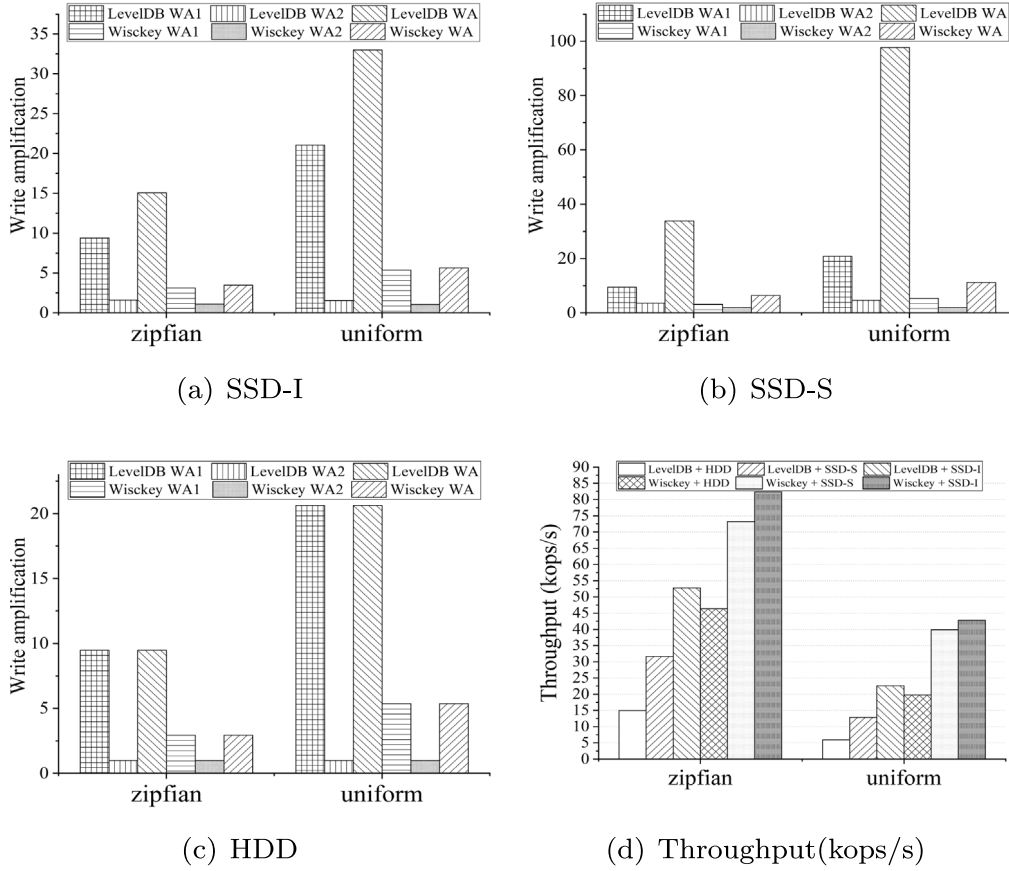 LevelDB WA1 LevelDB WA2 LevelDB WA
Wisckey WA1 Wisckey WA2 Wisckey WA
Write amplification
35
30
25
20
15
10
5
0
zipfian uniform
(a) SSD-I
LevelDB WA1 LevelDB WA2 LevelDB WA
Wisckey WA1 Wisckey WA2 Wisckey WA
Write amplification
100
80
60
40
20
0
zipfian uniform
(b) SSD-S
LevelDB WA1 LevelDB WA2 LevelDB WA
Wisckey WA1 Wisckey WA2 Wisckey WA
Write amplification
20
15
10
5
0
zipfian uniform
(c) HDD
LevelDB + HDD LevelDB + SSD-S LevelDB + SSD-I
Wisckey + HDD Wisckey + SSD-S Wisckey + SSD-I
Throughput (kops/s)
90
85
80
75
70
65
60
55
50
45
40
35
30
25
20
15
10
5
0
zipfian uniform
(d) Throughput(kops/s)